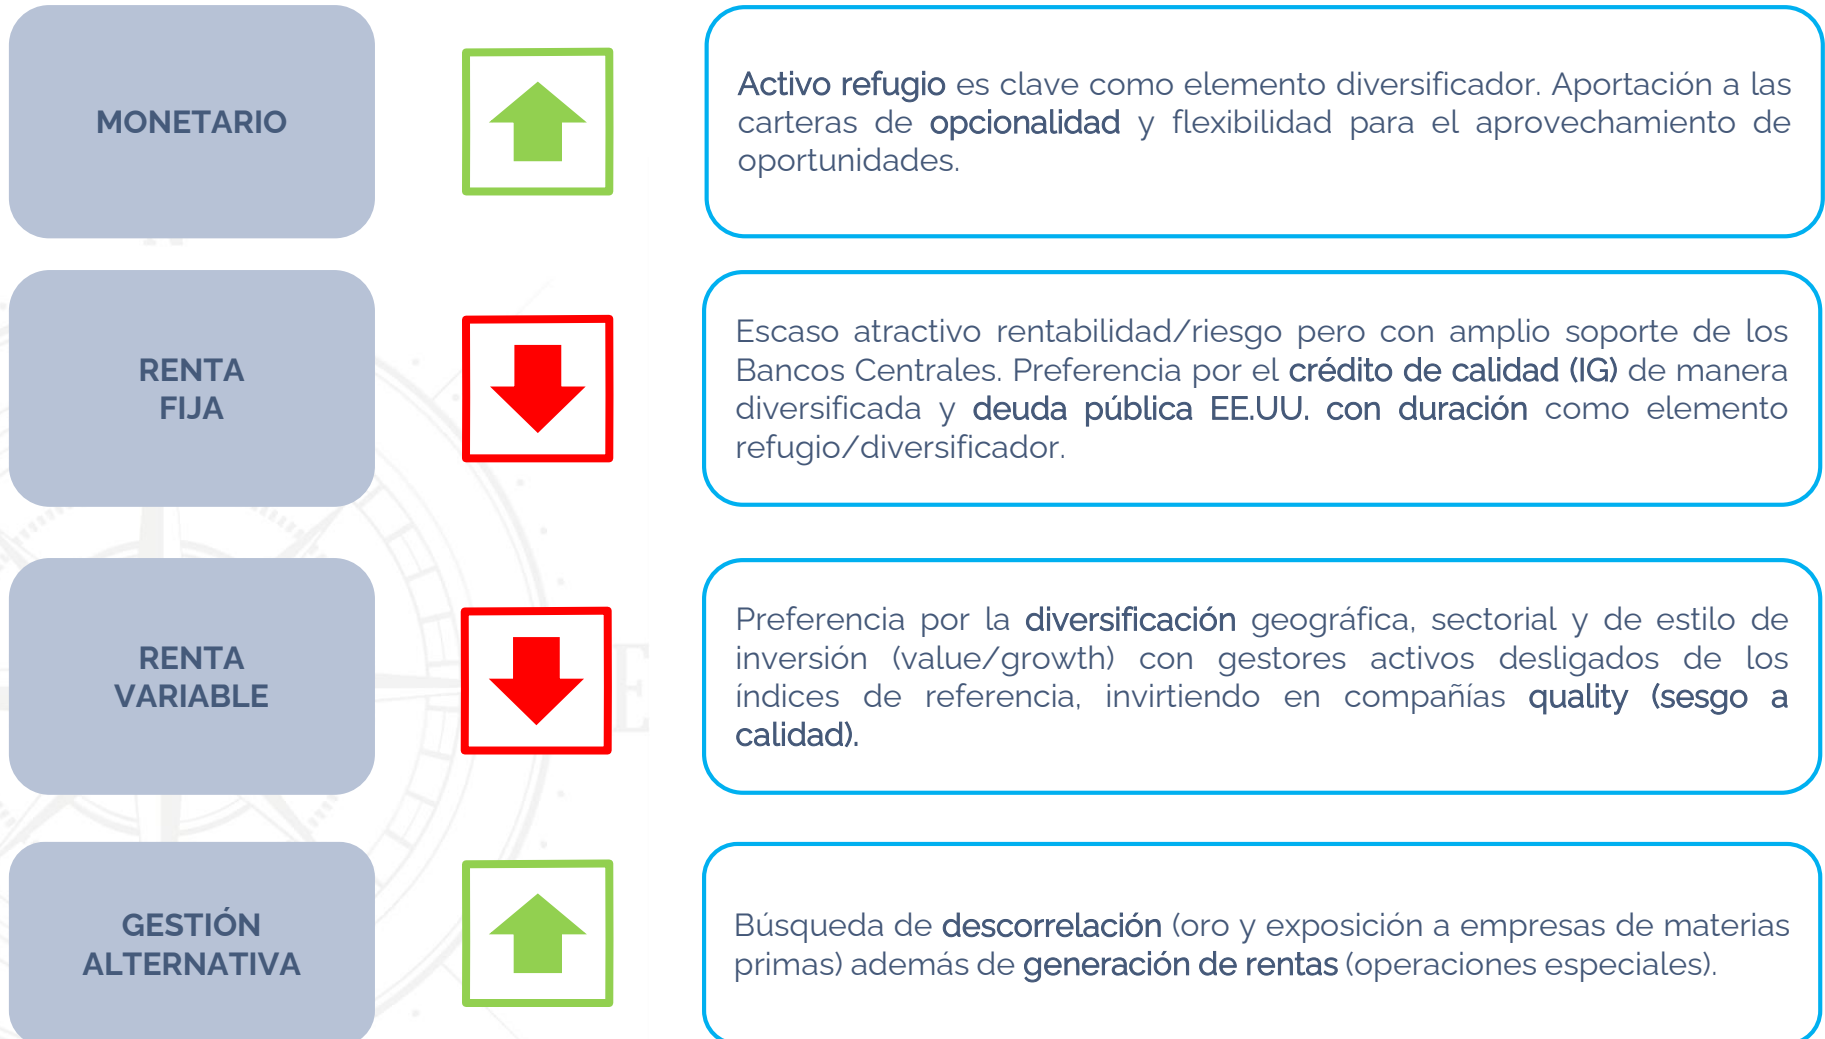 MONETARIO
Activo refugio es clave como elemento diversificador. Aportación a las
carteras de opcionalidad y flexibilidad para el aprovechamiento de
oportunidades.
RENTA
FIJA
Escaso atractivo rentabilidad/riesgo pero con amplio soporte de los
Bancos Centrales. Preferencia por el crédito de calidad (IG) de manera
diversificada y deuda pública EE.UU. con duración como elemento
refugio/diversificador.
RENTA
VARIABLE
E
Preferencia por la diversificación geográfica, sectorial y de estilo de
inversión (value/growth) con gestores activos desligados de los
índices de referencia, invirtiendo en compañías quality (sesgo a
calidad).
GESTIÓN
ALTERNATIVA
Búsqueda de descorrelación (oro y exposición a empresas de materias
primas) además de generación de rentas (operaciones especiales).